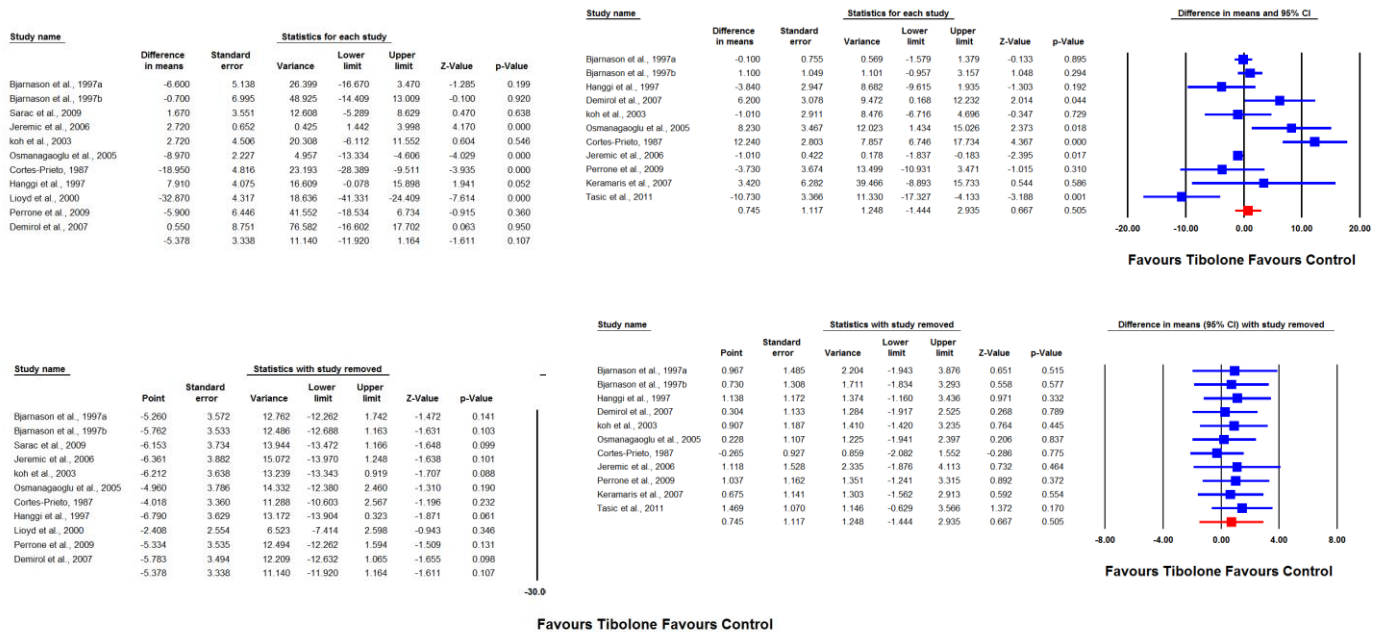 Study name Statistics for each study
Difference in means Standard error Variance Lower limit Upper limit Z-Value p-Value
Bjarnason et al., 1997a -6.600 5.138 26.399 -16.670 3.470 -1.285 0.199
Bjarnason et al., 1997b -0.700 6.995 48.925 -14.409 13.009 -0.100 0.920
Sarac et al., 2009 1.670 3.551 12.608 -5.289 8.629 0.470 0.638
Jeremic et al., 2006 2.720 0.652 0.425 1.442 3.998 4.170 0.000
koh et al., 2003 2.720 4.506 20.308 -6.112 11.552 0.604 0.546
Osmanagaoglu et al., 2005 -8.970 2.227 4.957 -13.334 -4.606 -4.029 0.000
Cortes-Prieto, 1987 -18.950 4.816 23.193 -28.389 -9.511 -3.935 0.000
Hanggi et al., 1997 7.910 4.075 16.609 -0.078 15.898 1.941 0.052
Lioyd et al., 2000 -32.870 4.317 18.636 -41.331 -24.409 -7.614 0.000
Perrone et al., 2009 -5.900 6.446 41.552 -18.534 6.734 -0.915 0.360
Demirol et al., 2007 0.550 8.751 76.582 -16.602 17.702 0.063 0.950
-5.378 3.338 11.140 -11.920 1.164 -1.611 0.107
Study name Statistics for each study Difference in means and 95% CI
Difference in means Standard error Variance Lower limit Upper limit Z-Value p-Value
Bjarnason et al., 1997a -0.100 0.755 0.569 -1.579 1.379 -0.133 0.895
Bjarnason et al., 1997b 1.100 1.049 1.101 -0.957 3.157 1.048 0.294
Hanggi et al., 1997 -3.840 2.947 8.682 -9.615 1.935 -1.303 0.192
Demirol et al., 2007 6.200 3.078 9.472 0.168 12.232 2.014 0.044
koh et al., 2003 -1.010 2.911 8.476 -6.716 4.696 -0.347 0.729
Osmanagaoglu et al., 2005 8.230 3.467 12.023 1.434 15.026 2.373 0.018
Cortes-Prieto, 1987 12.240 2.803 7.857 6.746 17.734 4.367 0.000
Jeremic et al., 2006 -1.010 0.422 0.178 -1.837 -0.183 -2.395 0.017
Perrone et al., 2009 -3.730 3.674 13.499 -10.931 3.471 -1.015 0.310
Keramaris et al., 2007 3.420 6.282 39.466 -8.893 15.733 0.544 0.586
Tasic et al., 2011 -10.730 3.366 11.330 -17.327 -4.133 -3.188 0.001
0.745 1.117 1.248 -1.444 2.935 0.667 0.505
-20.00 -10.00 0.00 10.00 20.00
Favours Tibolone Favours Control
Study name Statistics with study removed
Point Standard error Variance Lower limit Upper limit Z-Value p-Value
Bjarnason et al., 1997a -5.260 3.572 12.762 -12.262 1.742 -1.472 0.141
Bjarnason et al., 1997b -5.762 3.533 12.486 -12.688 1.163 -1.631 0.103
Sarac et al., 2009 -6.153 3.734 13.944 -13.472 1.166 -1.648 0.099
Jeremic et al., 2006 -6.361 3.882 15.072 -13.970 1.248 -1.638 0.101
koh et al., 2003 -6.212 3.638 13.239 -13.343 0.919 -1.707 0.088
Osmanagaoglu et al., 2005 -4.960 3.786 14.332 -12.380 2.460 -1.310 0.190
Cortes-Prieto, 1987 -4.018 3.360 11.288 -10.603 2.567 -1.196 0.232
Hanggi et al., 1997 -6.790 3.629 13.172 -13.904 0.323 -1.871 0.061
Lioyd et al., 2000 -2.408 2.554 6.523 -7.414 2.598 -0.943 0.346
Perrone et al., 2009 -5.334 3.535 12.494 -12.262 1.594 -1.509 0.131
Demirol et al., 2007 -5.783 3.494 12.209 -12.632 1.065 -1.655 0.098
-5.378 3.338 11.140 -11.920 1.164 -1.611 0.107
-30.0
Favours Tibolone Favours Control
Study name Statistics with study removed Difference in means (95% CI) with study removed
Point Standard error Variance Lower limit Upper limit Z-Value p-Value
Bjarnason et al., 1997a 0.967 1.485 2.204 -1.943 3.876 0.651 0.515
Bjarnason et al., 1997b 0.730 1.308 1.711 -1.834 3.293 0.558 0.577
Hanggi et al., 1997 1.138 1.172 1.374 -1.160 3.436 0.971 0.332
Demirol et al., 2007 0.304 1.133 1.284 -1.917 2.525 0.268 0.789
koh et al., 2003 0.907 1.187 1.410 -1.420 3.235 0.764 0.445
Osmanagaoglu et al., 2005 0.228 1.107 1.225 -1.941 2.397 0.206 0.837
Cortes-Prieto, 1987 -0.265 0.927 0.859 -2.082 1.552 -0.286 0.775
Jeremic et al., 2006 1.118 1.528 2.335 -1.876 4.113 0.732 0.464
Perrone et al., 2009 1.037 1.162 1.351 -1.241 3.315 0.892 0.372
Keramaris et al., 2007 0.675 1.141 1.303 -1.562 2.913 0.592 0.554
Tasic et al., 2011 1.469 1.070 1.146 -0.629 3.566 1.372 0.170
0.745 1.117 1.248 -1.444 2.935 0.667 0.505
-8.00 -4.00 0.00 4.00 8.00
Favours Tibolone Favours Control